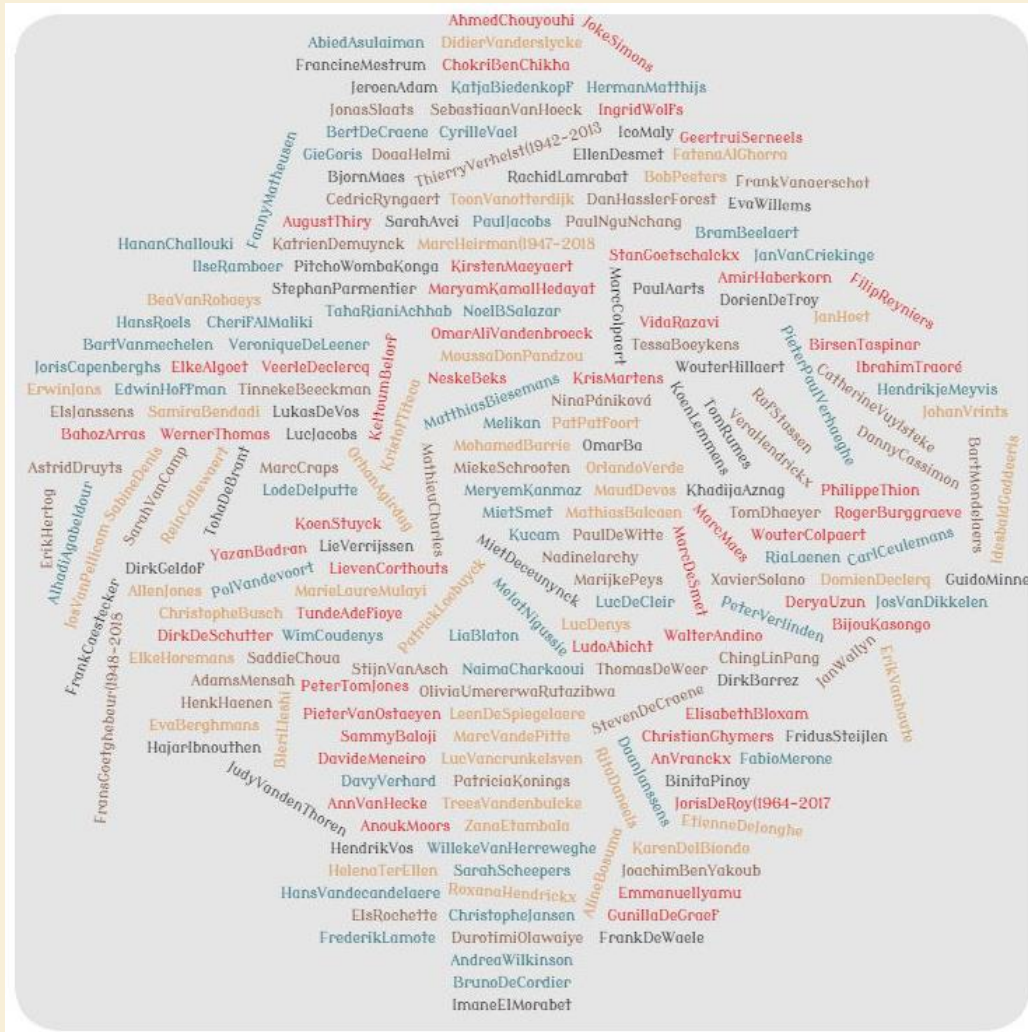 AhmedChouyouhi
JokeSimons
AbiedAsulaiman DidierVanderslycke
FrancineMestrum ChokriBenChikha
JeroenAdam KatjaBiedenkopf HermanMatthijs
JonasSlaats SebastiaanVanHoeck IngridWolfs
BertDeCraene CyrilleVael
ThierryVerhelst(1942-2013
IcoMaly
GeertruiSerneels
FannyMatheusen
GieGoris DoaaHelmi
EllenDesmet FatenaAlGhorra
BjornMaes
RachidLamrabat BobPeeters FrankVanaerschot
CedricRyngaert ToonVanotterdijk DanHasslerForest EvaWillems
AugustThiry SarahAvci PaulJacobs PaulNguNchang
BramBeelaert
HananChallouki KatrienDemuynck MarcHeirman(1947-2018
StanGoetschalckx JanVanCriekinge
IlseRamboer PitchoWombaKonga KirstenMaeyaert
MarcColpaert
AmirHaberkorn
FilipReyniers
StephanParmentier MaryamKamalHedayat
PaulAarts
BeaVanRobaeys
DorienDeTroy
TahaRianiAchhab NoelBSalazar
JanHoet
HansRoels CheriFAlMaliki
VidaRazavi
OmarAliVandenbroeck
TessaBoeykens
BirsenTaspinar
BartVanmechelen VeroniqueDeLeener
KeltoumBelorf
MoussaDonPandzou
WouterHillaert
PieterPaulVerhaeghe
CatherineVuylsteke
IbrahimTraoré
JorisCapenberghs ElkeAlgoet VeerleDeclercq
NeskeBeks
MatthiasBiesemans
KrisMartens
HendrikjeMeyvis
ErwinJans EdwinHoffman TinnekeBeeckman
KristofTiteca
NinaPániková
KoenLemmens
TomRumes
VeraHendrickx
RafStassen
DannyCassimon
JohanVrints
ElsJanssens SamiraBendadi LukasDeVos
Melikan PatPatFoort
BahozArras WernerThomas LucJacobs
MohamedBarrie OmarBa
AstridDruyts
ErikHertog
AlhadiAgabeldour
JosVanPellicom
SabineDenis
SarahVanCamp
ReinCallewaert
TohaDeBrant
MarcCraps
OrhanAgirdag
MathieuCharles
MiekeSchrooten OrlandoVerde
BartMondelaers
IdesbaldGoddeeris
LodeDelputte
MeryemKanmaz MaudDevos KhadijaAznag
PhilippeThion
MietSmet MathiasBalcaen
MarcMaes
TomDhaeyer RogerBurggraeve
KoenStuyck
Kucam PaulDeWitte
WouterColpaert
YazanBadran LieVerrijssen
MietDeceunynck
Nadinelarchy
MarcDeSmet
RiaLaenen CarlCeulemans
DirkGeldof
LievenCorthouts
MarijkePeys
XavierSolano DomienDeclerq GuidoMinne
FrankCaestecker
AllenJones PolVandevoort MarieLaureMulayi
PatrickLoobuyck
MolatNigussie
LucDeCleir
PeterVerlinden
DeryaUzun JosVanDikkelen
ChristopheBusch TundeAdeFioye
LucDenys
BijouKasongo
DirkDeSchutter WimCoudenys
LiaBlaton
LudoAbicht WalterAndino
JanWallyn
ErikVanhaute
ElkeHoremans SaddieChoua
StijnVanAsch NaimaCharkaoui ThomasDeWeer
ChingLinPang
FransGoetghebeur(1948-2018
AdamsMensah
PeterTomJones OliviaUmererwaRutazibwa
StevenDeCraene
DirkBarrez
HenkHaenen
BleriLleshi
PieterVanOstaeyen LeenDeSpiegelaere
ElisabethBloxam
EvaBerghmans
SammyBaloji MarcVandePitte
ChristianGhymers FridusSteijlen
HajarIbnouthen
DavideMeneiro LucVancrunkelsven
RitaDaneels
DaanJanssens
AnVranckx FabioMerone
JudyVandenThoren
DavyVerhard PatriciaKonings
BinitaPinoy
AnnVanHecke TreesVandenbulcke
JorisDeRoy(1964-2017
AnoukMoors ZanaEtambala
EtienneDeJonghe
HendrikVos WillekeVanHerreweghe
AlineBosuma
KarenDelBiondo
HelenaTerEllen SarahScheepers
JoachimBenYakoub
HansVandecandelaere RoxanaHendrickx
EmmanuelIyamu
ElsRochette ChristopheJansen
GunillaDeGraef
FrederikLamote DurotimiOlawaiye FrankDeWaele
AndreaWilkinson
BrunoDeCordier
ImaneElMorabet